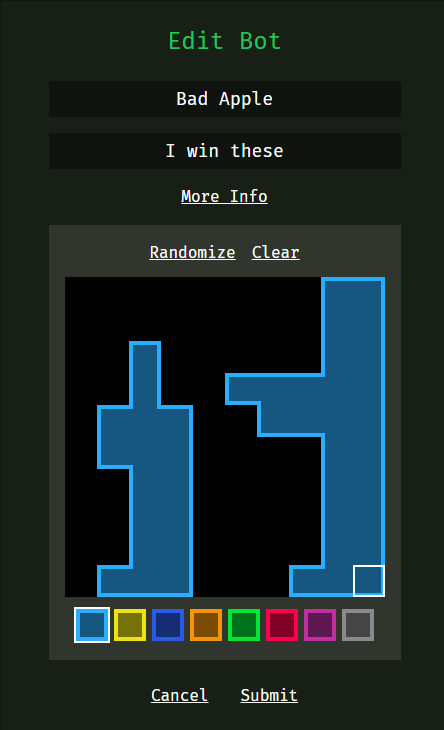 Edit Bot
Bad Apple
I win these
More Info
Randomize Clear
Cancel Submit